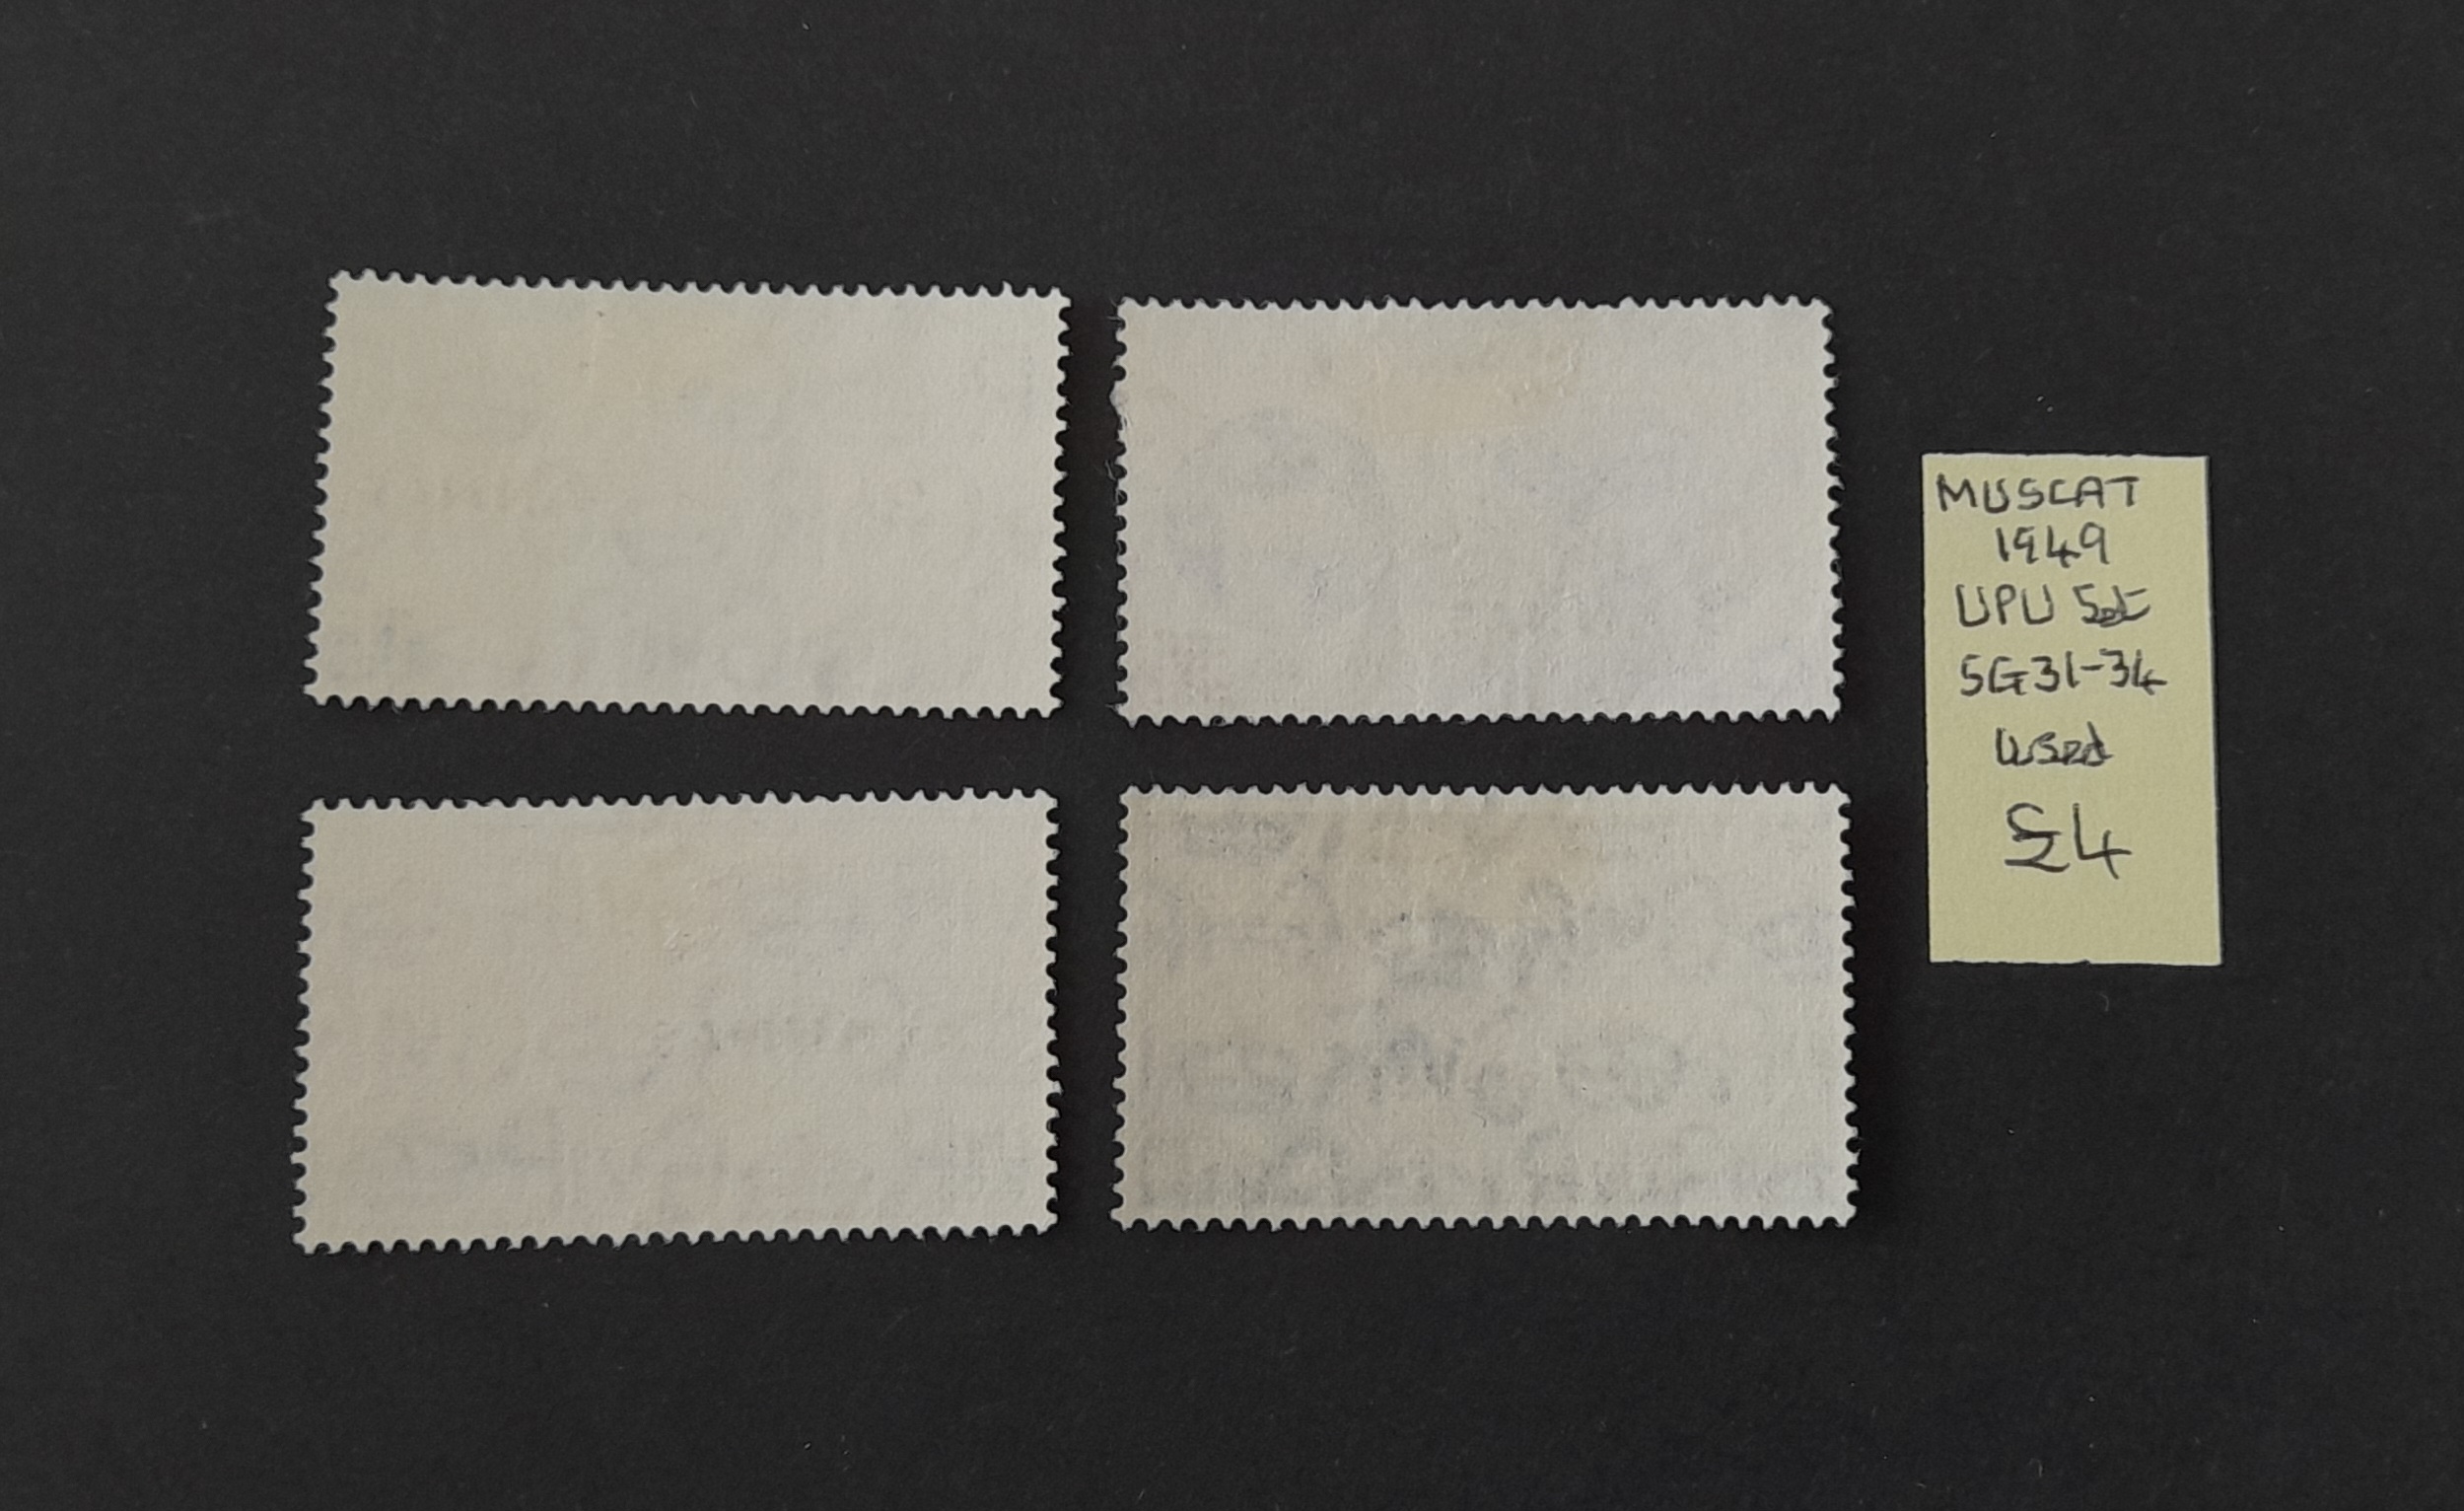 MUSCAT
1949
UPU Set
SG31-34
Used
£4